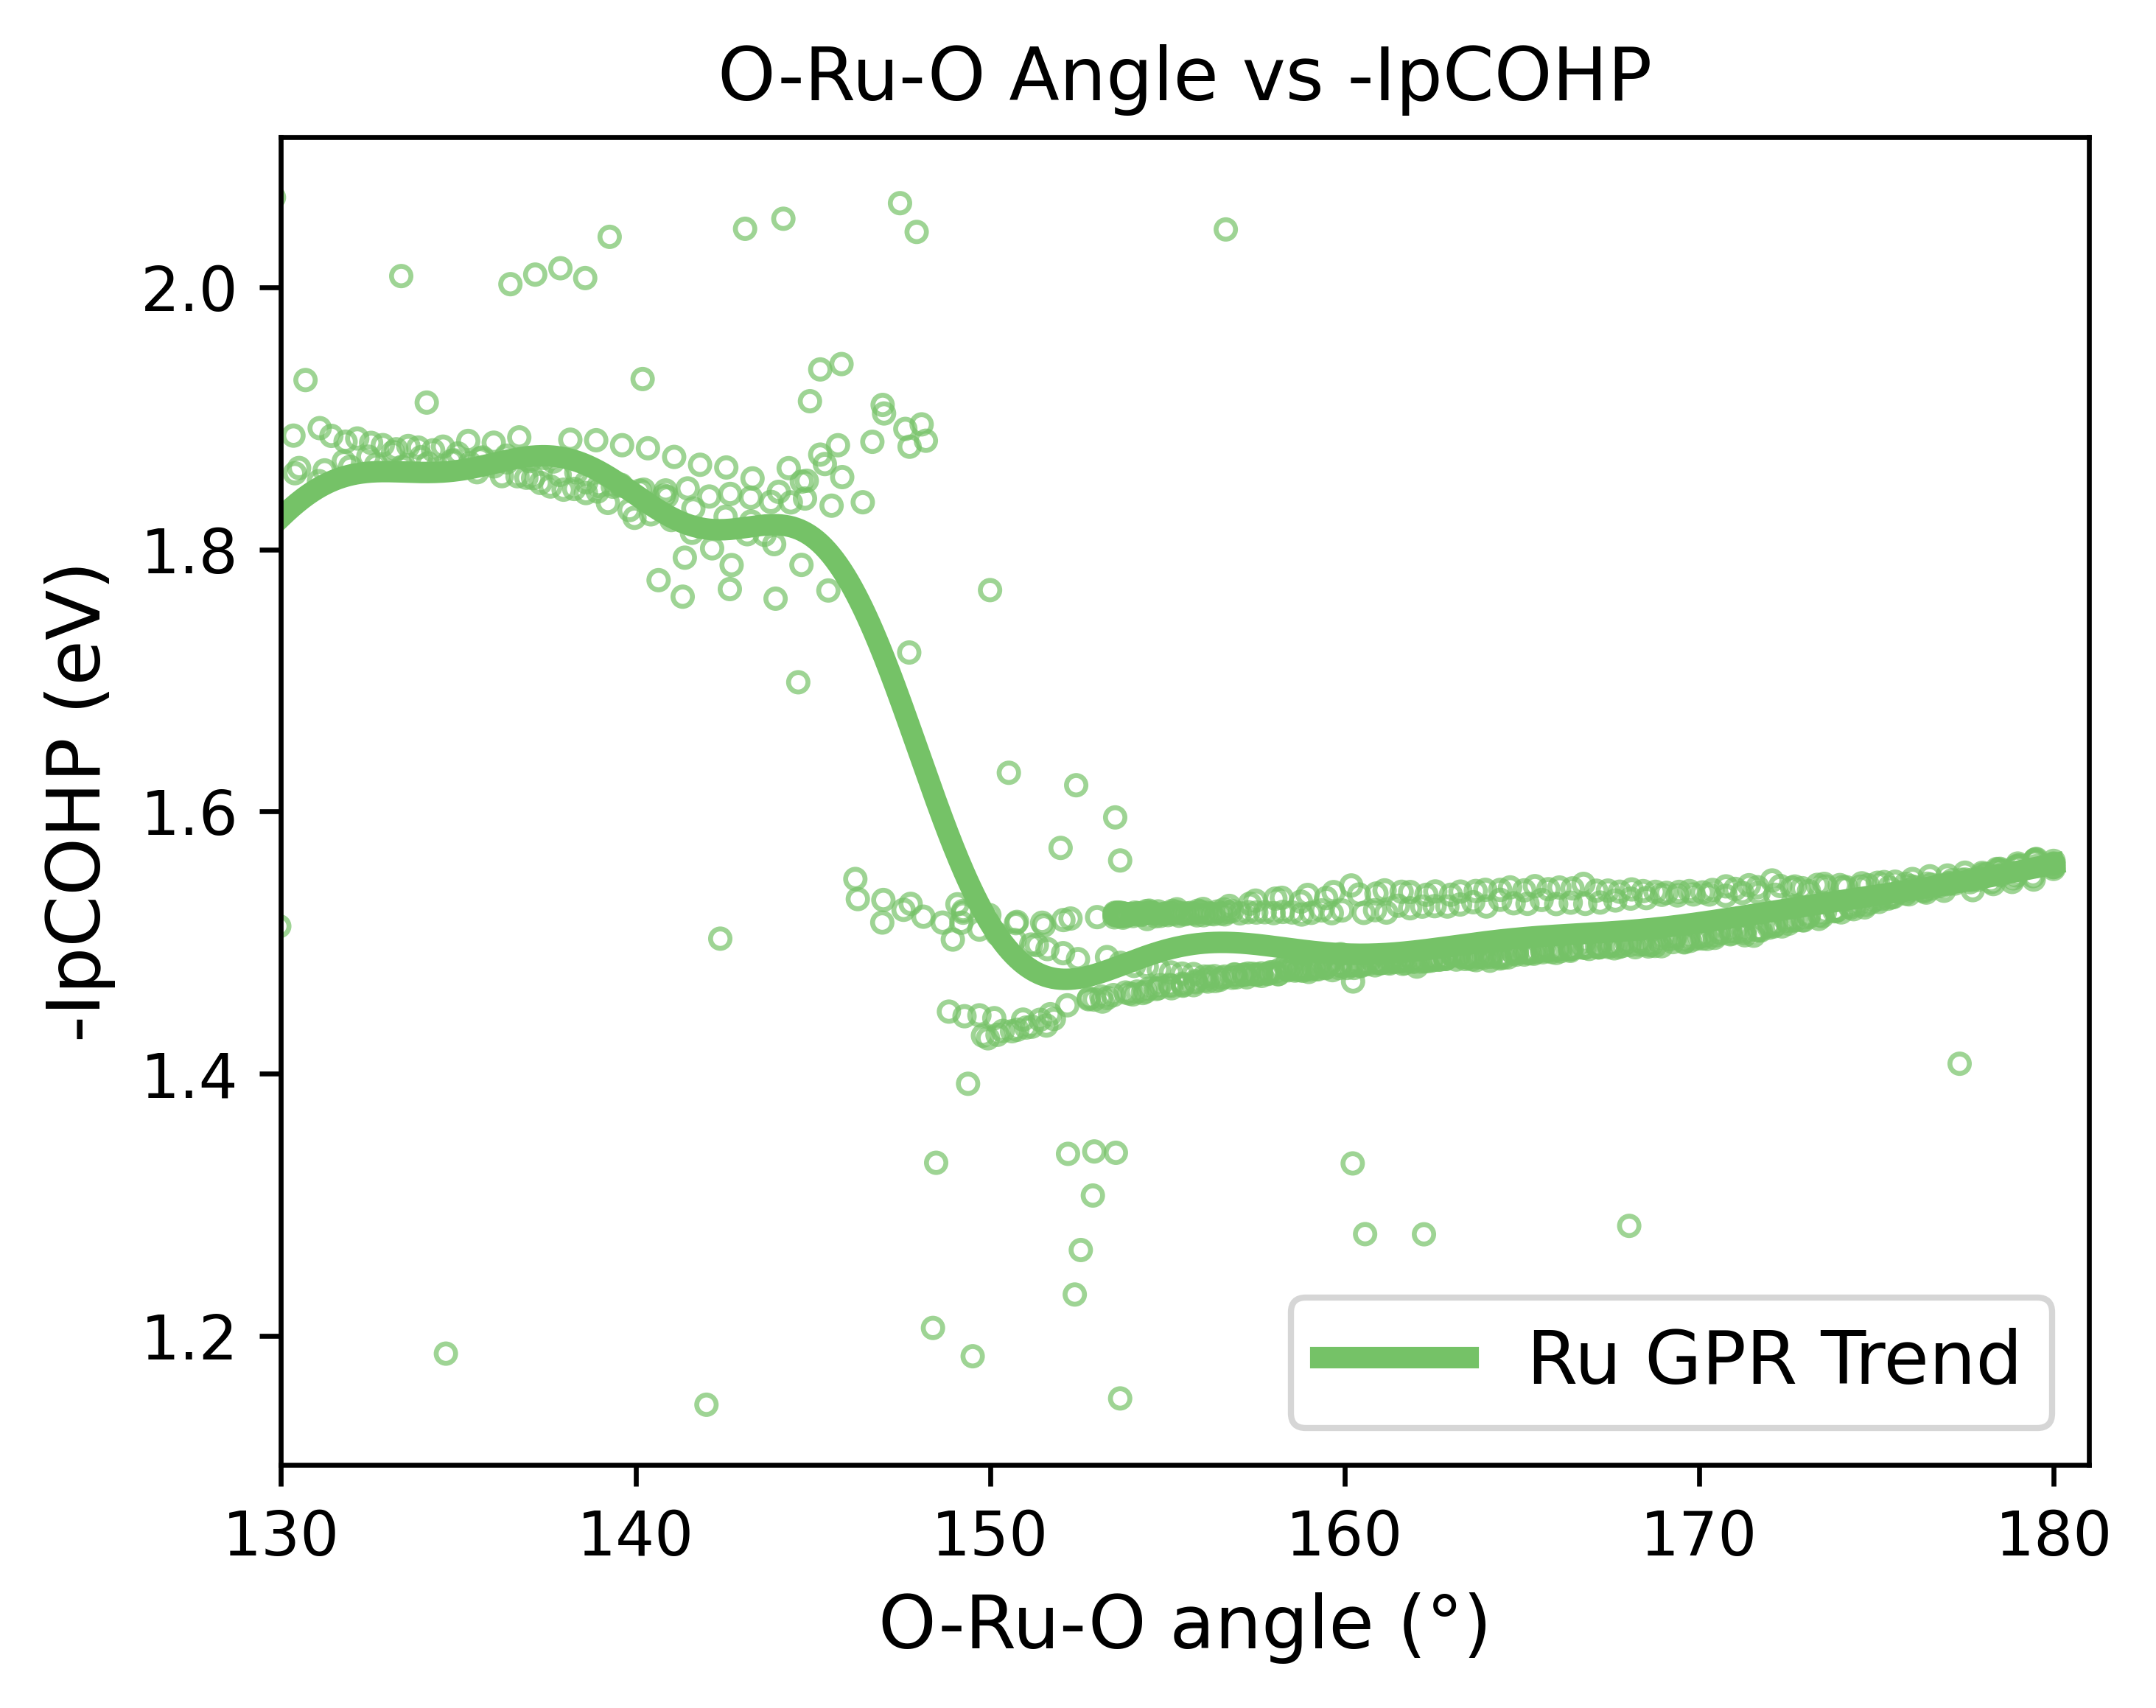 O-Ru-O Angle vs -IpCOHP
-IpCOHP (eV)
2.0
1.8
1.6
1.4
1.2
Ru GPR Trend
130 140 150 160 170 180
O-Ru-O angle (°)